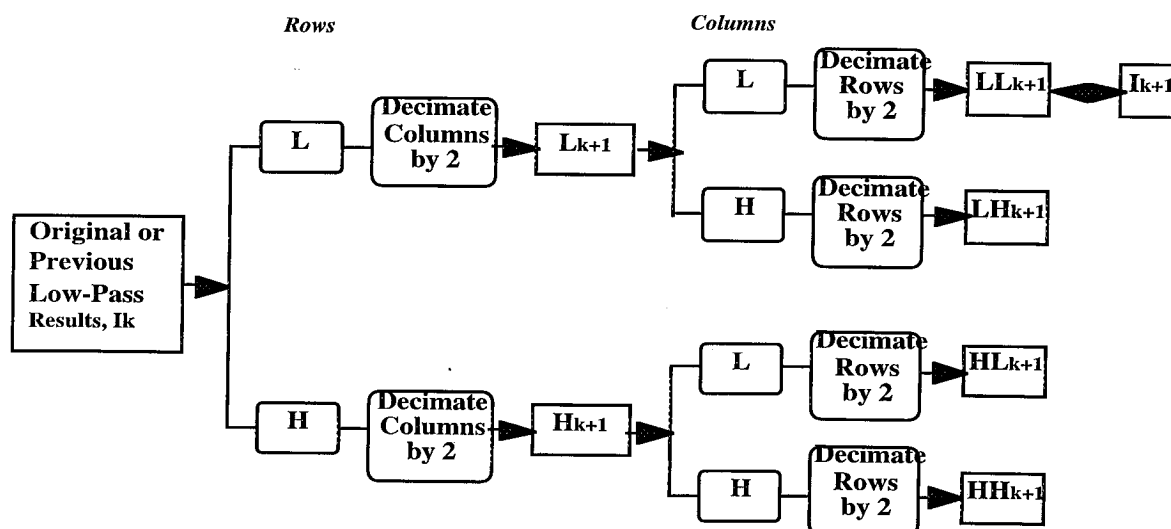 Rows
Columns
L
Decimate
Columns
by 2
Lk+1
L
Decimate
Rows
by 2
LLk+1
Ik+1
H
Decimate
Rows
by 2
LHk+1
Original or
Previous
Low-Pass
Results, Ik
H
Decimate
Columns
by 2
Hk+1
L
Decimate
Rows
by 2
HLk+1
H
Decimate
Rows
by 2
HHk+1